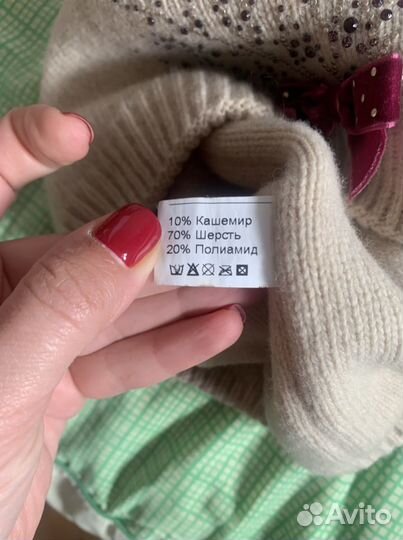 10% Кашемир
70% Шерсть
20% Полиамид
Avito